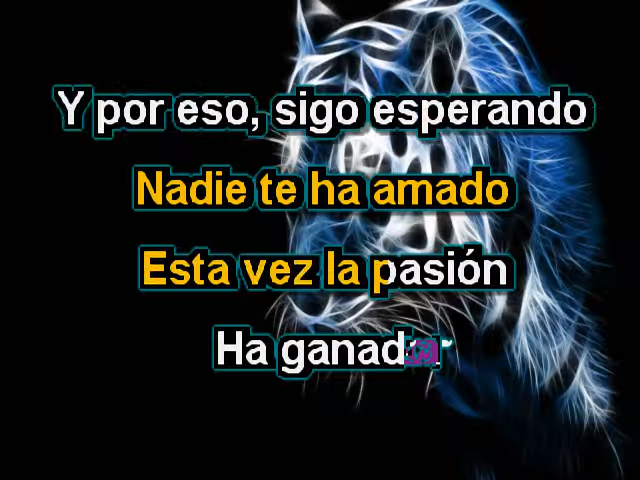 Y por eso, sigo esperando
Nadie te ha amado
Esta vez la pasión
Ha